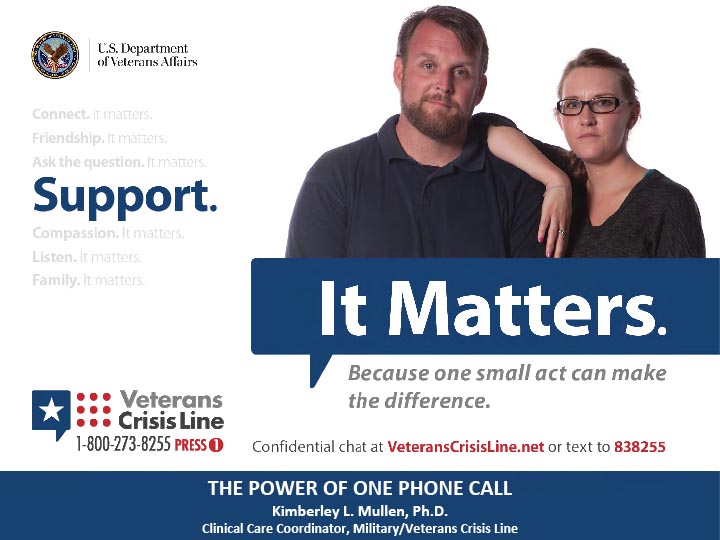 U.S. Department
of Veterans Affairs
Connect. It matters.
Friendship. It matters.
Ask the question. It matters.
Support.
Compassion. It matters.
Listen. It matters.
Family. It matters.
It Matters.
Because one small act can make
the difference.
Veterans
Crisis Line
1-800-273-8255 PRESS 1
Confidential chat at VeteransCrisisLine.net or text to 838255
THE POWER OF ONE PHONE CALL
Kimberley L. Mullen, Ph.D.
Clinical Care Coordinator, Military/Veterans Crisis Line